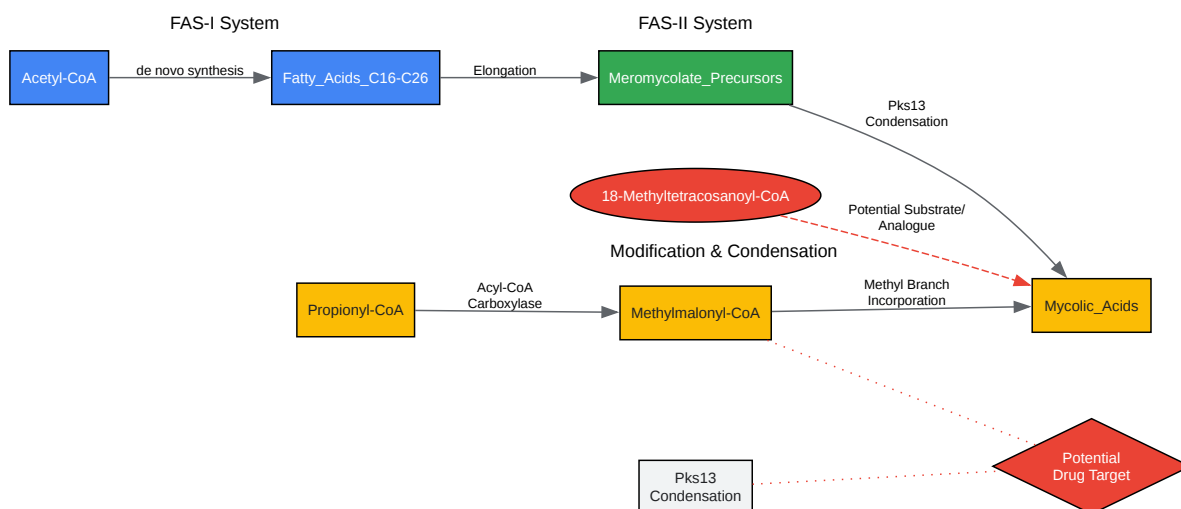 FAS-I System
FAS-II System
Acetyl-CoA
de novo synthesis
Fatty_Acids_C16-C26
Elongation
Meromycolate_Precursors
Pks13
Condensation
18-Methyltetracosanoyl-CoA
Potential Substrate/
Analogue
Modification & Condensation
Propionyl-CoA
Acyl-CoA
Carboxylase
Methylmalonyl-CoA
Methyl Branch
Incorporation
Mycolic_Acids
Potential
Drug Target
Pks13
Condensation